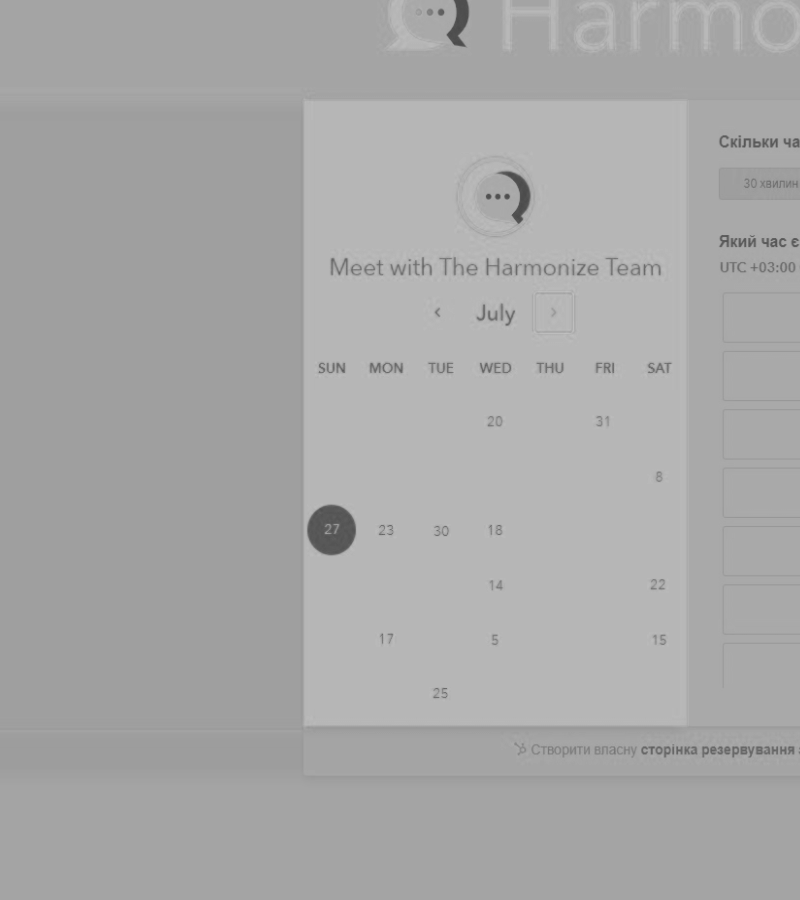 Harmo
Скільки ча
30 хвилин
Який час є
UTC +03:00
Meet with The Harmonize Team
July
SUN MON TUE WED THU FRI SAT
20 31
8
27 23 30 18
14 22
17 5 15
25
Створити власну сторінка резервування